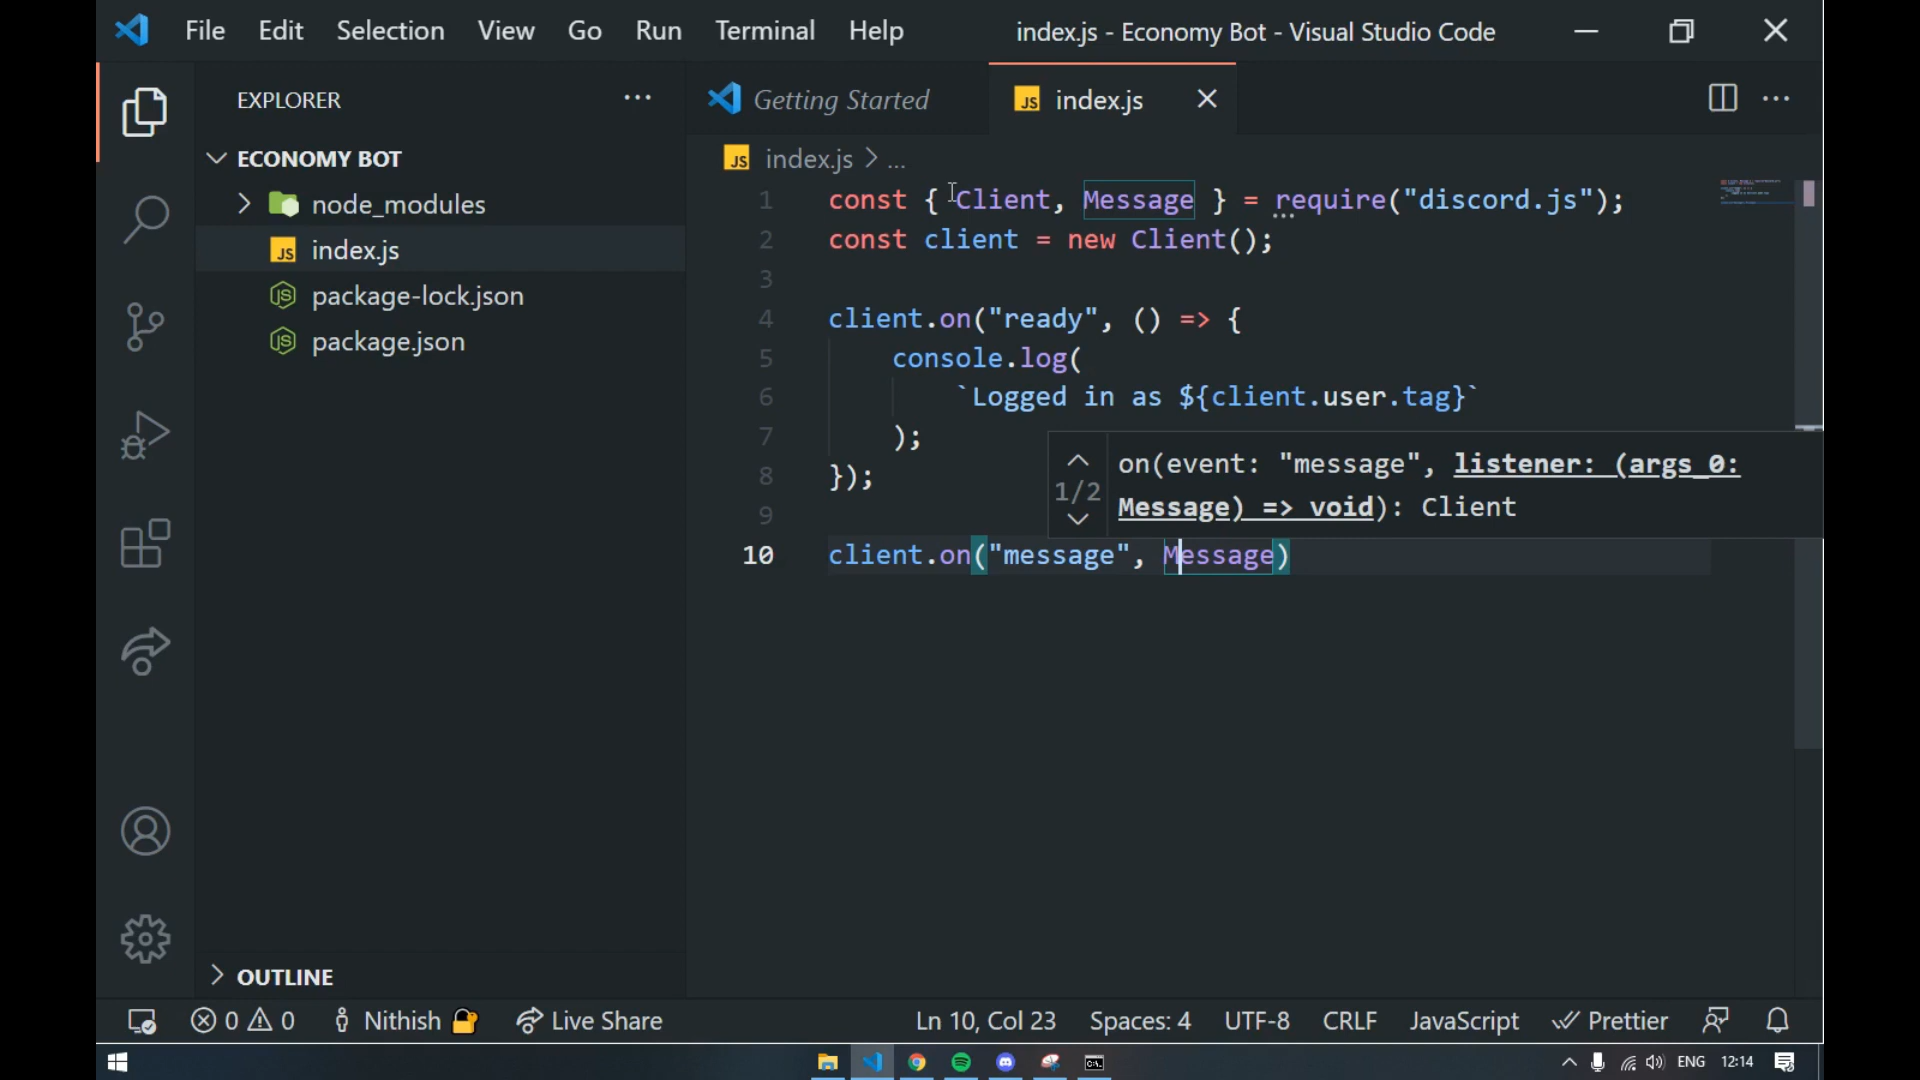 File Edit Selection View Go Run Terminal Help index.js - Economy Bot - Visual Studio Code
EXPLORER
Getting Started
JS index.js
ECONOMY BOT
node_modules
JS index.js
package-lock.json
package.json
JS index.js > ...
1 const { Client, Message } = require("discord.js");
2 const client = new Client();
3
4 client.on("ready", () => {
5 console.log(
6 `Logged in as ${client.user.tag}`
7 );
8 });
9
10 client.on("message", Message)
1/2
on(event: "message", listener: (args_0:
Message) => void): Client
OUTLINE
0 0 Nithish Live Share Ln 10, Col 23 Spaces: 4 UTF-8 CRLF JavaScript Prettier
ENG 12:14